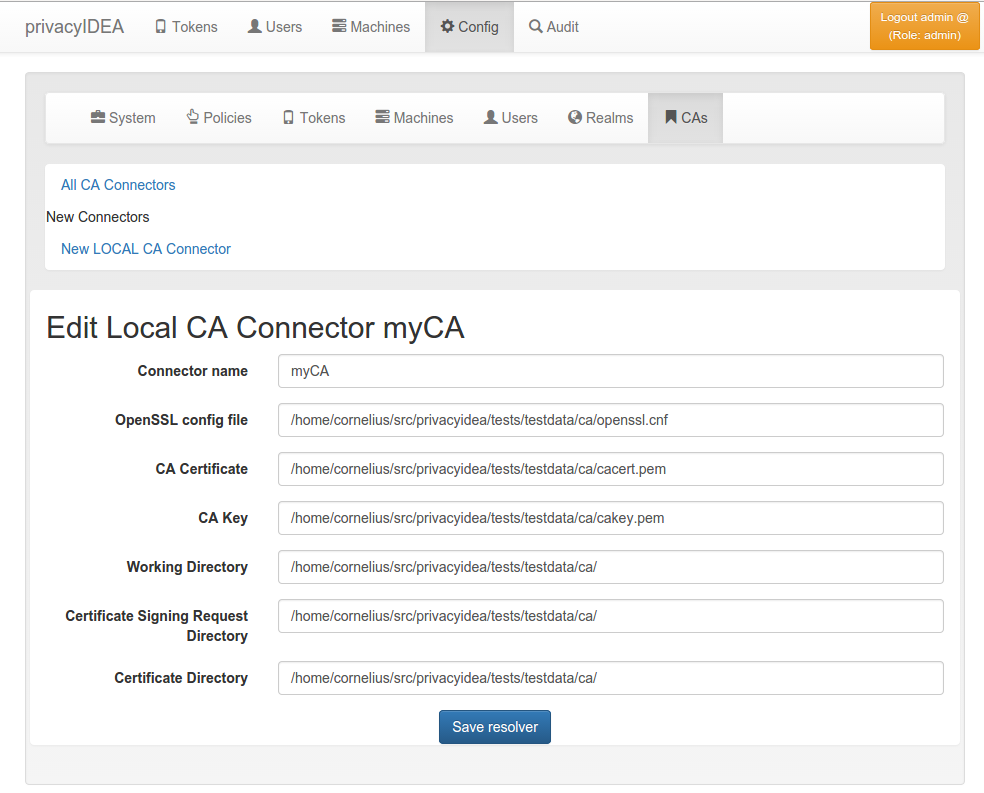 privacyIDEA Tokens Users Machines Config Audit Logout admin @
(Role: admin)
System Policies Tokens Machines Users Realms CAs
All CA Connectors
New Connectors
New LOCAL CA Connector
Edit Local CA Connector myCA
Connector name myCA
OpenSSL config file /home/cornelius/src/privacyidea/tests/testdata/ca/openssl.cnf
CA Certificate /home/cornelius/src/privacyidea/tests/testdata/ca/cacert.pem
CA Key /home/cornelius/src/privacyidea/tests/testdata/ca/cakey.pem
Working Directory /home/cornelius/src/privacyidea/tests/testdata/ca/
Certificate Signing Request /home/cornelius/src/privacyidea/tests/testdata/ca/
Directory
Certificate Directory /home/cornelius/src/privacyidea/tests/testdata/ca/
Save resolver